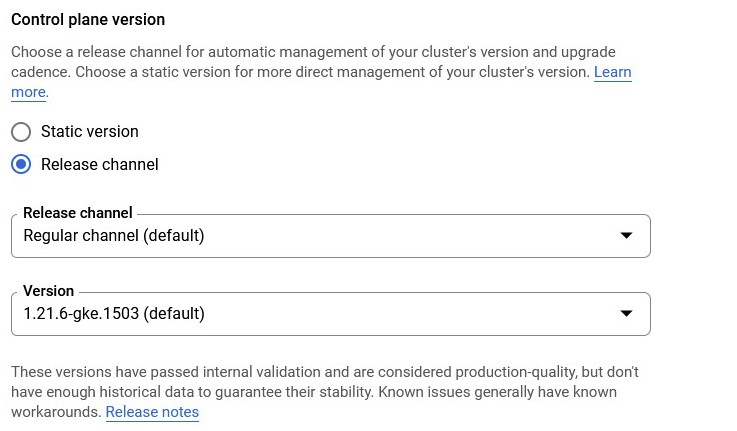 Control plane version
Choose a release channel for automatic management of your cluster's version and upgrade
cadence. Choose a static version for more direct management of your cluster's version. Learn
more.
Static version
Release channel
Release channel
Regular channel (default)
Version
1.21.6-gke.1503 (default)
These versions have passed internal validation and are considered production-quality, but don't
have enough historical data to guarantee their stability. Known issues generally have known
workarounds. Release notes